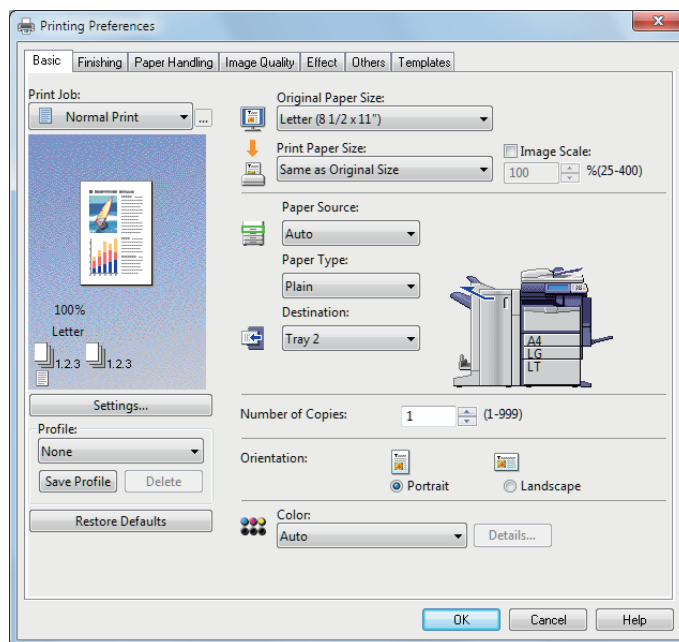 Printing Preferences
Basic
Finishing
Paper Handling
Image Quality
Effect
Others
Templates
Print Job:
Normal Print
...
100%
Letter
1.2.3 1.2.3
Settings...
Profile:
None
Save Profile
Delete
Restore Defaults
Original Paper Size:
Letter (8 1/2 x 11")
Print Paper Size:
Same as Original Size
Image Scale:
100 %(25-400)
Paper Source:
Auto
Paper Type:
Plain
Destination:
Tray 2
A4
LG
LT
Number of Copies: 1 (1-999)
Orientation:
Portrait
Landscape
Color:
Auto
Details...
OK
Cancel
Help